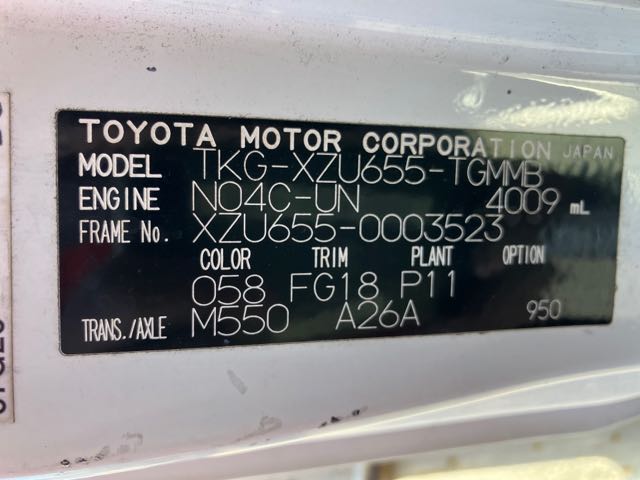 TOYOTA MOTOR CORPORATION JAPAN
MODEL TKG-XZU655-TGMMB
ENGINE N04C-UN 4009 mL
FRAME No. XZU655-0003523
COLOR TRIM PLANT OPTION
058 FG18 P11
TRANS./AXLE M550 A26A 950